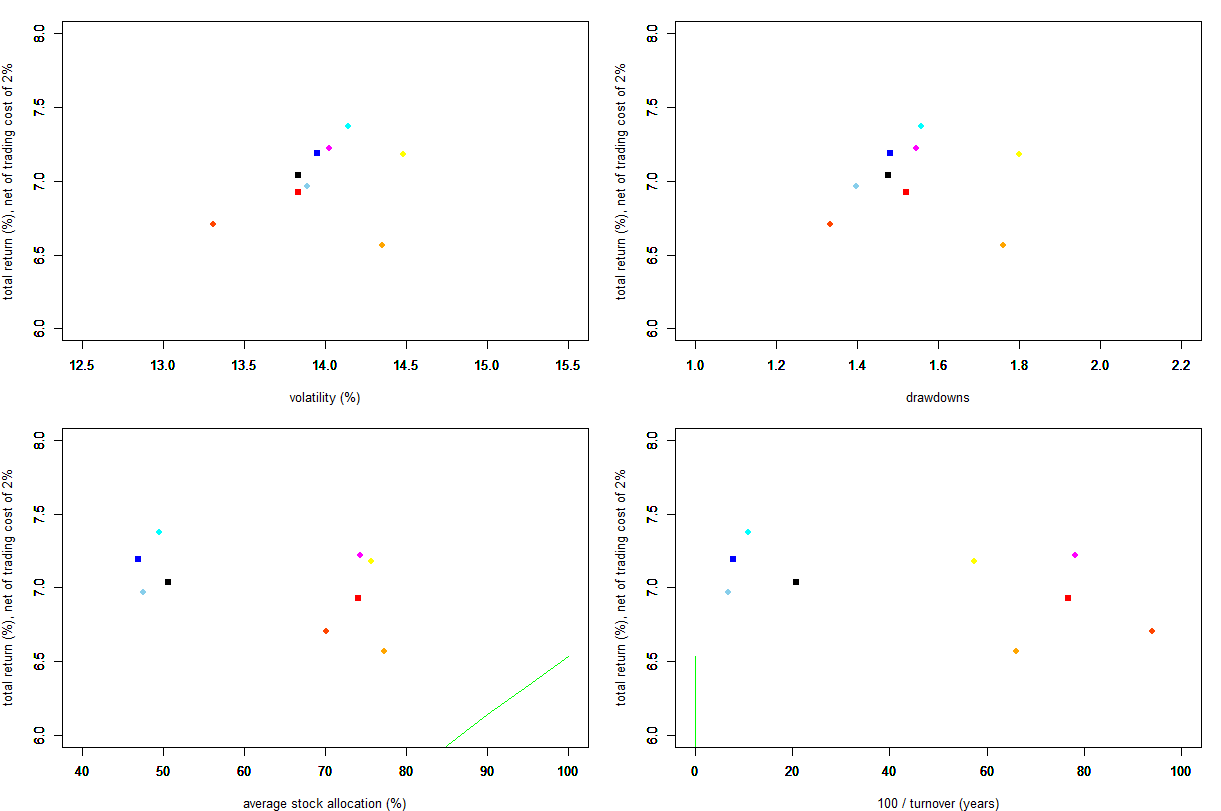 total return (%), net of trading cost of 2%
8.0
7.5
7.0
6.5
6.0
12.5 13.0 13.5 14.0 14.5 15.0 15.5
volatility (%)
total return (%), net of trading cost of 2%
8.0
7.5
7.0
6.5
6.0
1.0 1.2 1.4 1.6 1.8 2.0 2.2
drawdowns
total return (%), net of trading cost of 2%
8.0
7.5
7.0
6.5
6.0
40 50 60 70 80 90 100
average stock allocation (%)
total return (%), net of trading cost of 2%
8.0
7.5
7.0
6.5
6.0
0 20 40 60 80 100
100 / turnover (years)